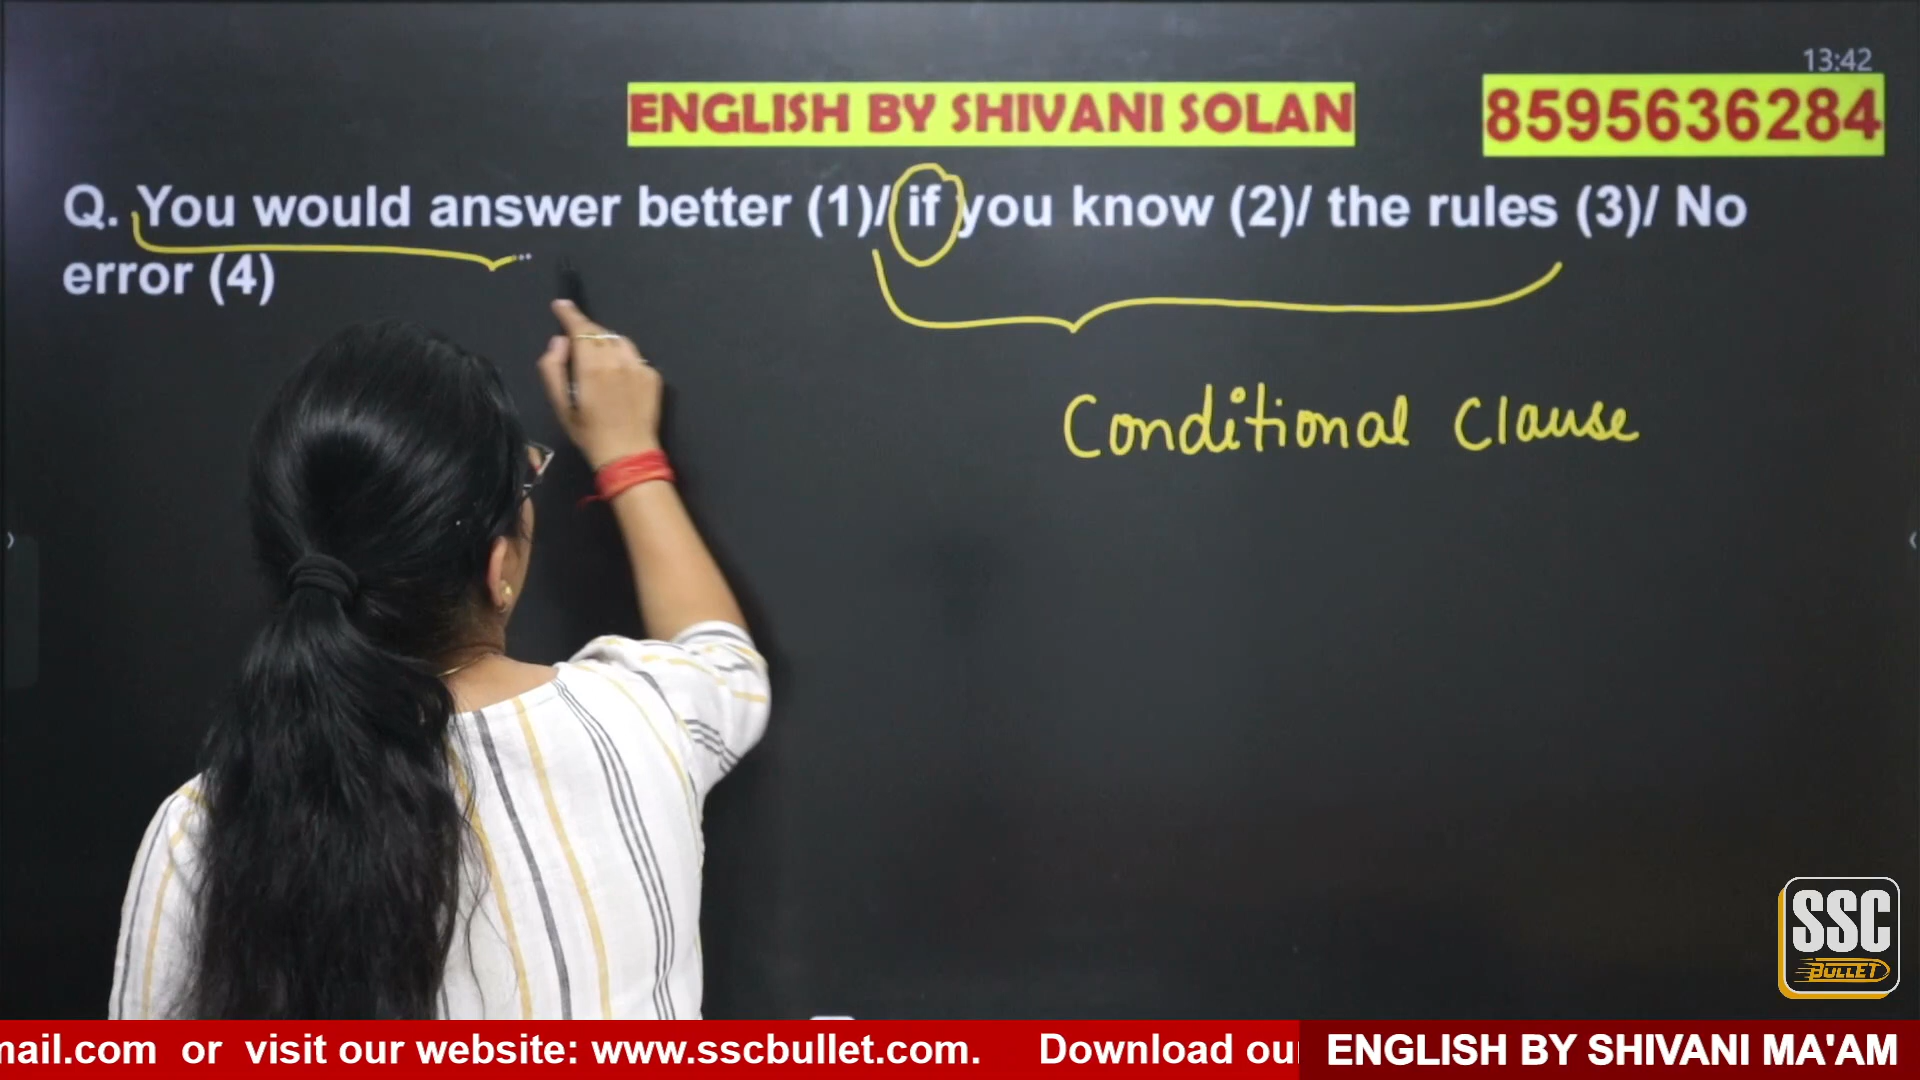 13:42
ENGLISH BY SHIVANI SOLAN
8595636284
Q. You would answer better (1)/ if you know (2)/ the rules (3)/ No
error (4)
Conditional Clause
SSC
BULLET
mail.com or visit our website: www.sscbullet.com. Download ou
ENGLISH BY SHIVANI MA'AM